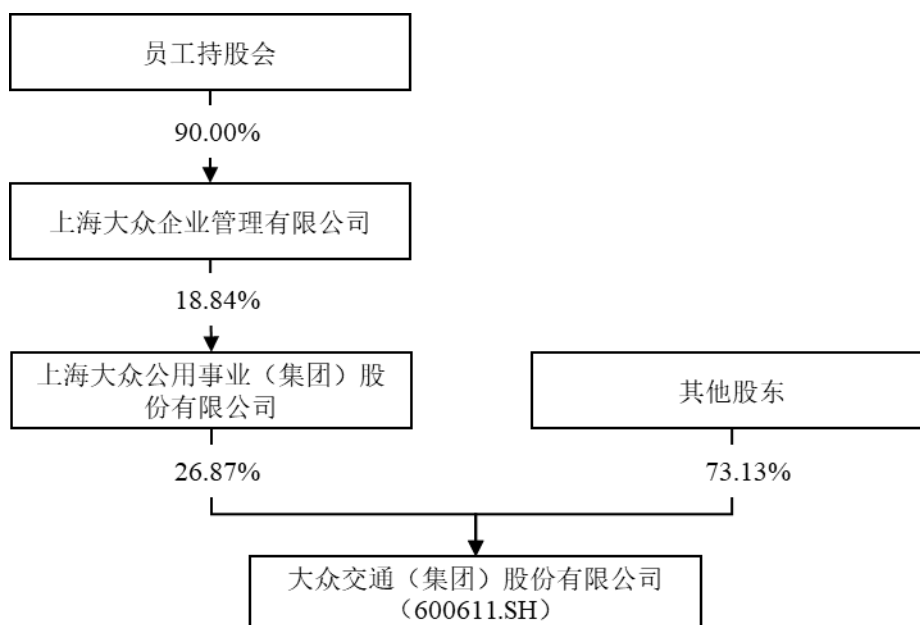 员工持股会
90.00%
上海大众企业管理有限公司
18.84%
上海大众公用事业（集团）股
份有限公司
其他股东
26.87%
73.13%
大众交通（集团）股份有限公司
（600611.SH）